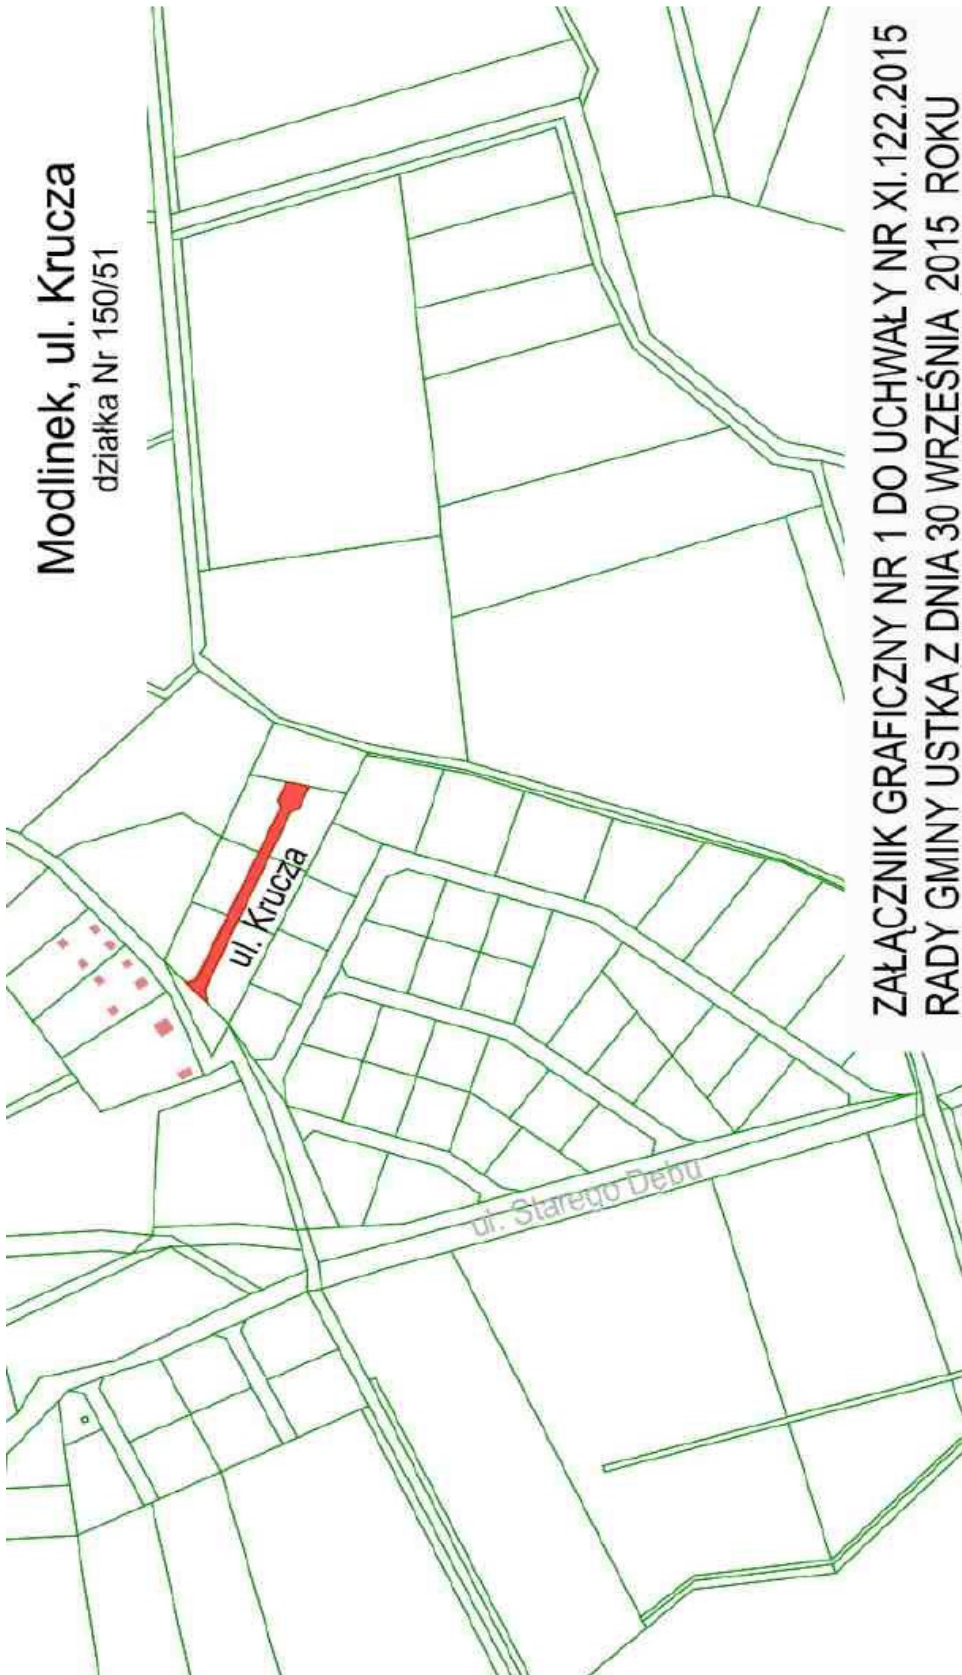 Modlinek, ul. Krucza
działka Nr 150/51
ul. Krucza
ul. Starego Dębu
ZAŁĄCZNIK GRAFICZNY NR 1 DO UCHWAŁY NR XI.122.2015
RADY GMINY USTKA Z DNIA 30 WRZEŚNIA 2015 ROKU